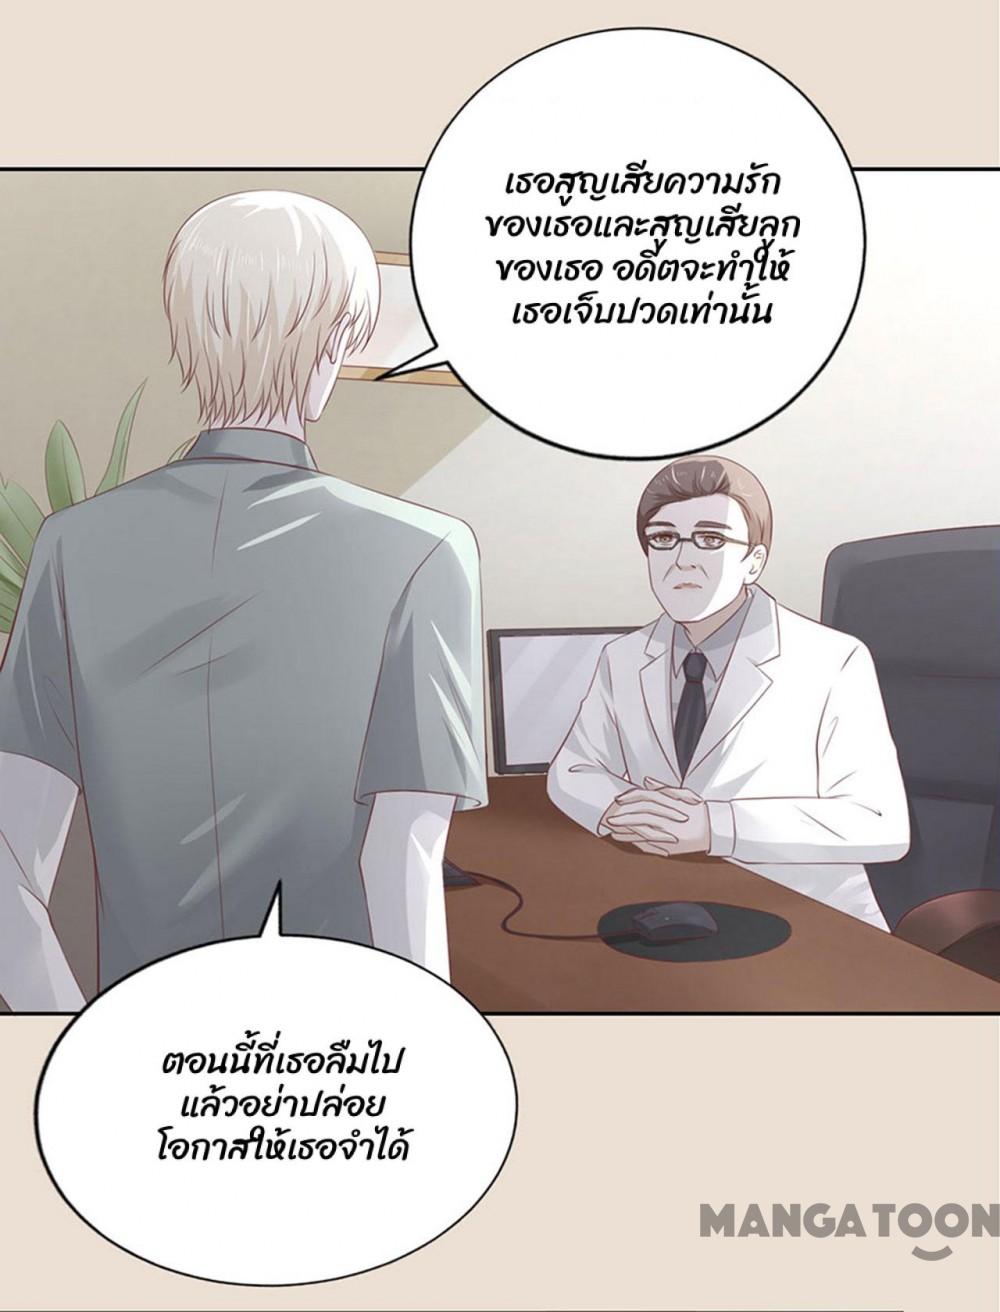 เธอสูญเสียความรัก
ของเธอและสูญเสียลูก
ของเธอ อดีตจะทำให้
เธอเจ็บปวดเท่านั้น
ตอนนี้ที่เธอลืมไป
แล้วอย่าปล่อย
โอกาสให้เธอจำได้
MANGATOON